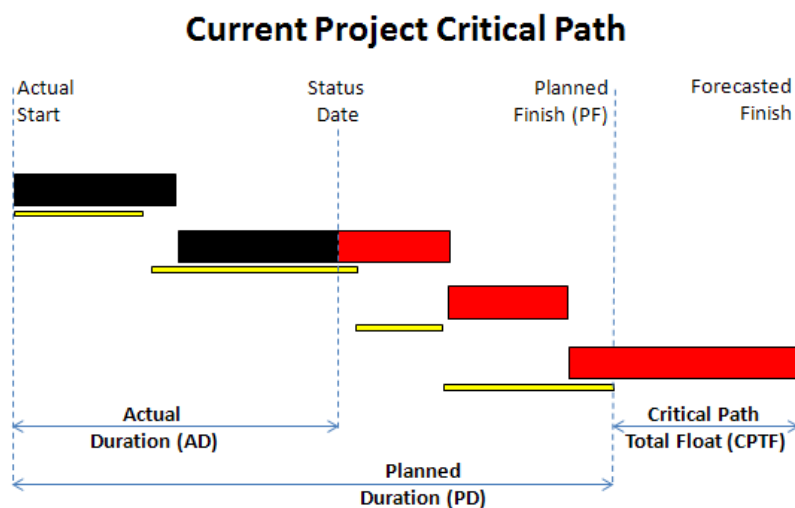 Current Project Critical Path
Actual
Start
Status
Date
Planned
Finish (PF)
Forecasted
Finish
Actual
Duration (AD)
Critical Path
Total Float (CPTF)
Planned
Duration (PD)